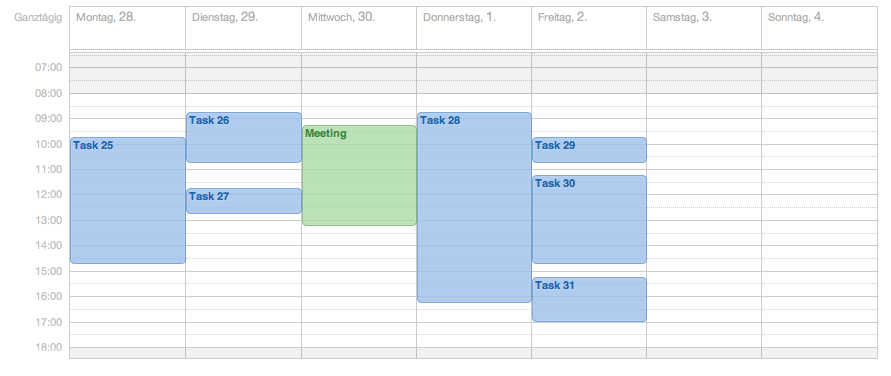 Ganztägig Montag, 28. Dienstag, 29. Mittwoch, 30. Donnerstag, 1. Freitag, 2. Samstag, 3. Sonntag, 4.
07:00
08:00
09:00
Task 26
Task 28
Meeting
10:00
Task 25
Task 29
11:00
Task 30
12:00
Task 27
13:00
14:00
15:00
Task 31
16:00
17:00
18:00